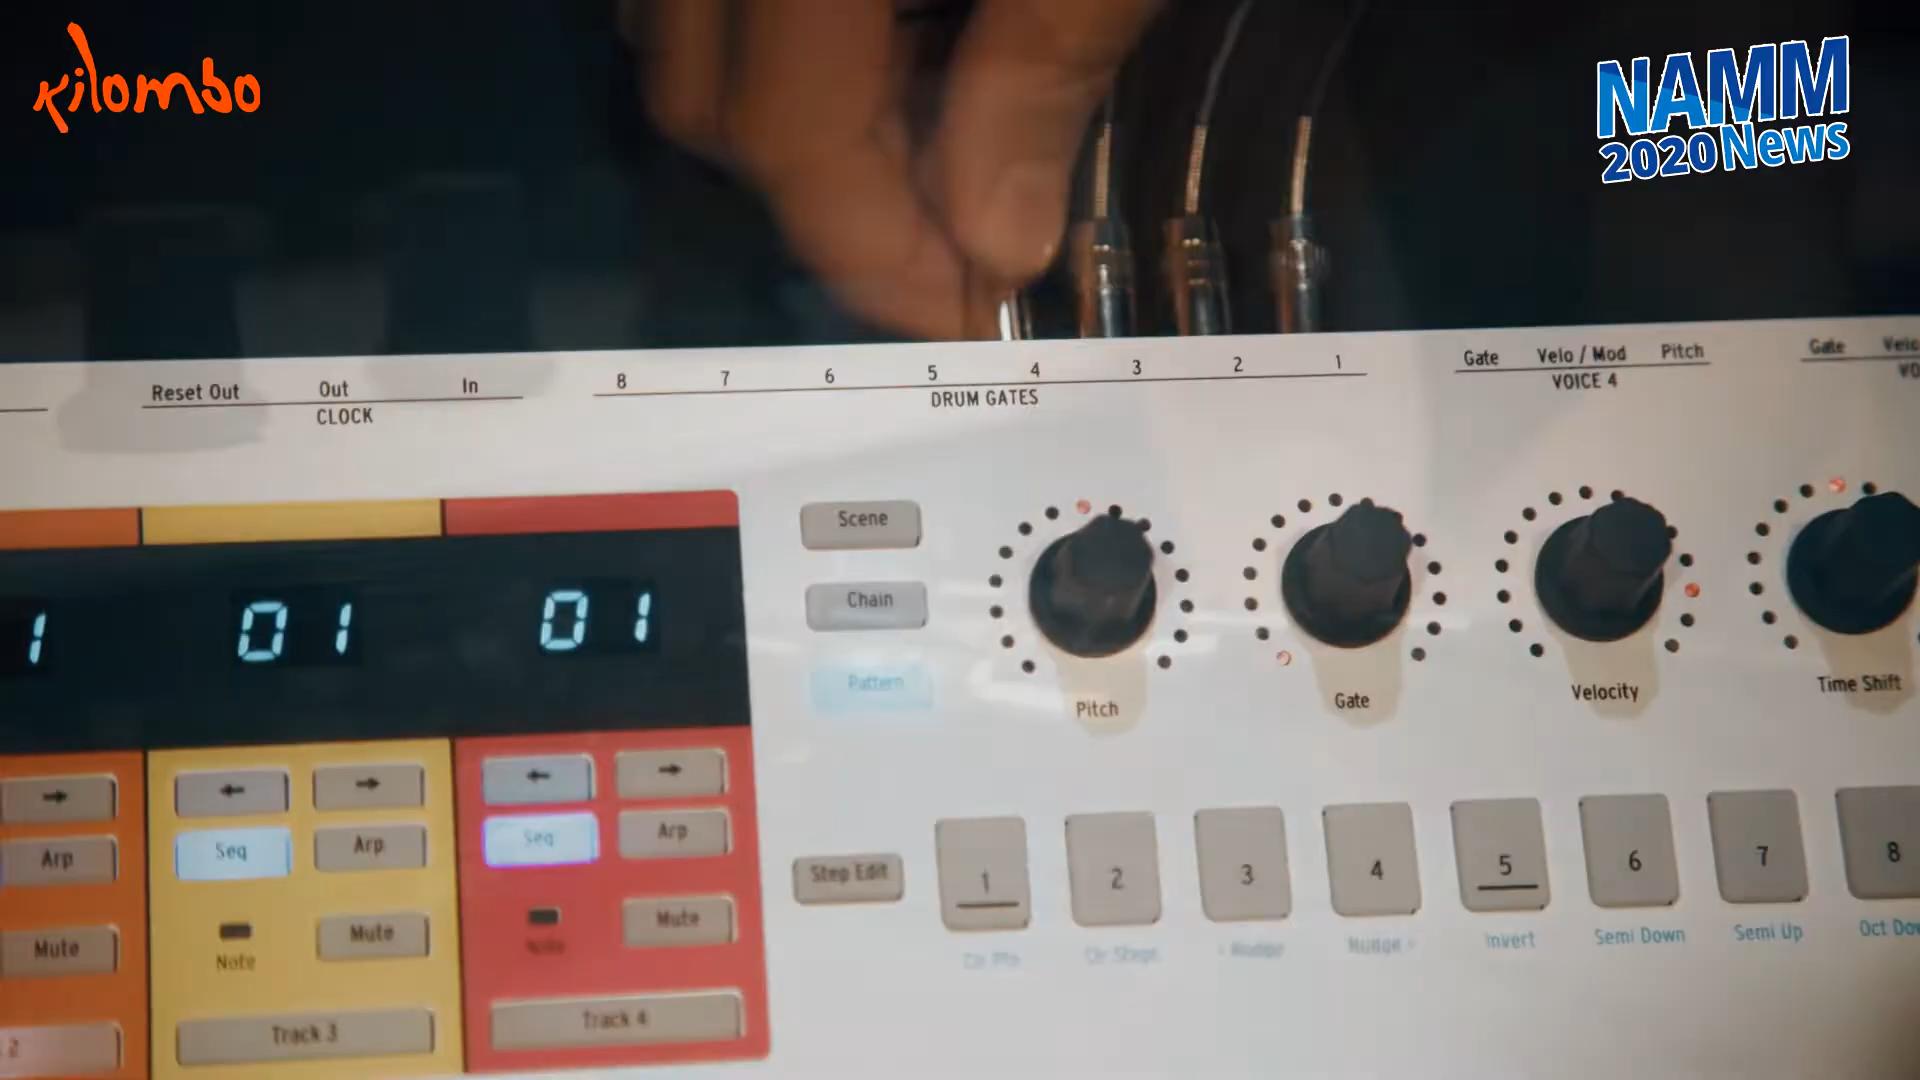 kilombo
NAMM
2020 News
Reset Out Out In
CLOCK
8 7 6 5 4 3 2 1
DRUM GATES
Gate Velo / Mod Pitch
VOICE 4
Gate
Scene
Chain
Pattern
1 01 01
Pitch Gate Velocity Time Shift
← → ← →
→
Seq Arp Seq Arp
Arp
Step Edit
1 2 3 4 5 6 7 8
Note Mute Note Mute
Mute
Invert Semi Down Semi Up
2 Track 3 Track 4